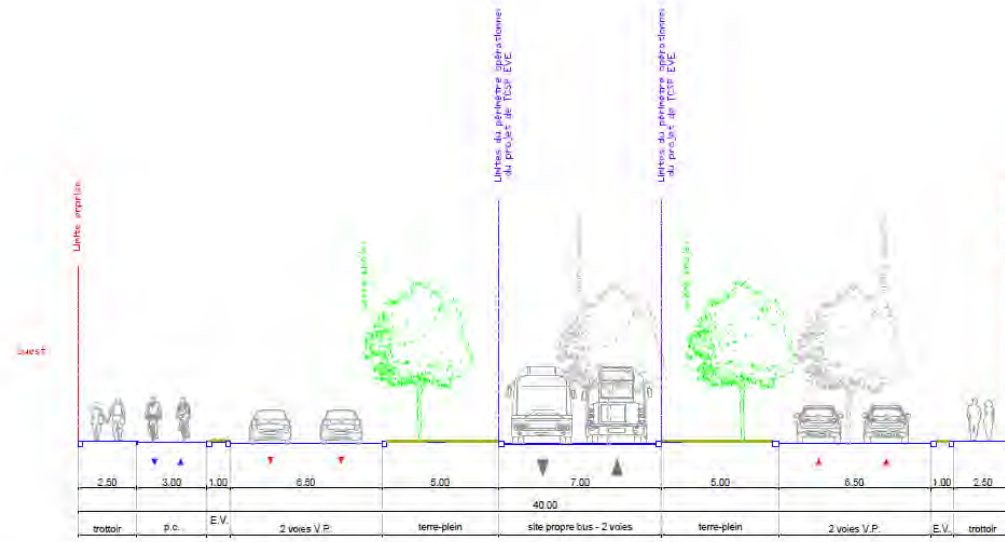 Limites du périmètre opérationnel
du projet de TCSP EVE
Limites du périmètre opérationnel
du projet de TCSP EVE
Limite emprise
ouest
2.50 3.00 1.00 6.50 5.00 7.00 5.00 6.50 1.00 2.50
40.00
trottoir p.c. E.V. 2 voies V.P. terre-plein site propre bus - 2 voies terre-plein 2 voies V.P. E.V. trottoir